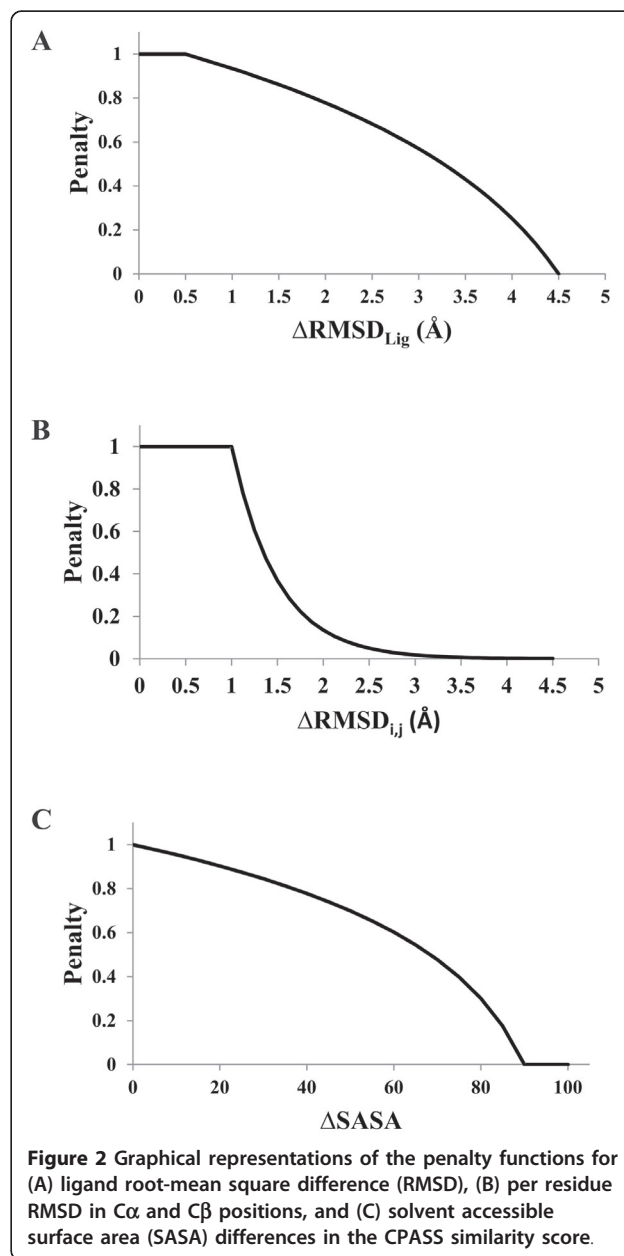 A
1
0.8
0.6
0.4
0.2
0
Penalty
0 0.5 1 1.5 2 2.5 3 3.5 4 4.5 5
ΔRMSD_Lig (Å)
B
1
0.8
0.6
0.4
0.2
0
Penalty
0 0.5 1 1.5 2 2.5 3 3.5 4 4.5 5
ΔRMSD_i,j (Å)
C
1
0.8
0.6
0.4
0.2
0
Penalty
0 20 40 60 80 100
ΔSASA
Figure 2 Graphical representations of the penalty functions for
(A) ligand root-mean square difference (RMSD), (B) per residue
RMSD in Cα and Cβ positions, and (C) solvent accessible
surface area (SASA) differences in the CPASS similarity score.